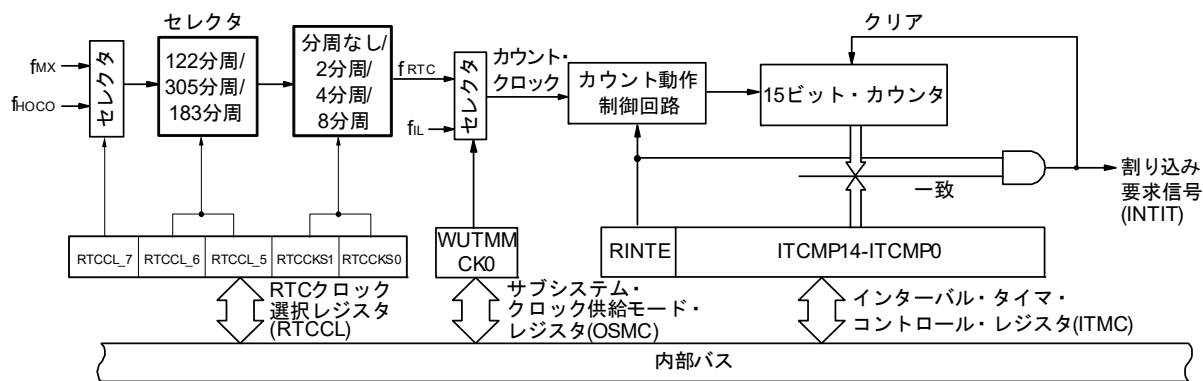 セレクタ
クリア
fMX
fHOCO
セレクタ
122分周/
305分周/
183分周
分周なし/
2分周/
4分周/
8分周
fRTC
fIL
セレクタ
カウント・
クロック
カウント動作
制御回路
15ビット・カウンタ
一致
割り込み
要求信号
(INTIT)
RTCCL_7
RTCCL_6
RTCCL_5
RTCCKS1
RTCCKS0
WUTMM
CK0
RINTE
ITCMP14-ITCMP0
RTCクロック
選択レジスタ
(RTCCL)
サブシステム・
クロック供給モード・
レジスタ(OSMC)
インターバル・タイマ・
コントロール・レジスタ(ITMC)
内部バス